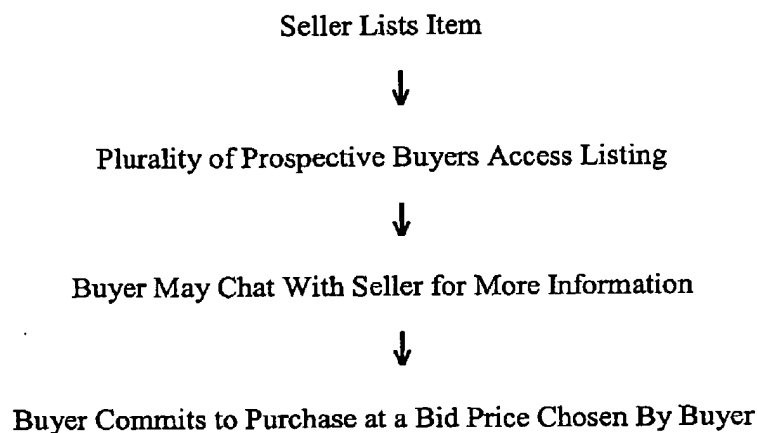 Seller Lists Item
Plurality of Prospective Buyers Access Listing
Buyer May Chat With Seller for More Information
Buyer Commits to Purchase at a Bid Price Chosen By Buyer